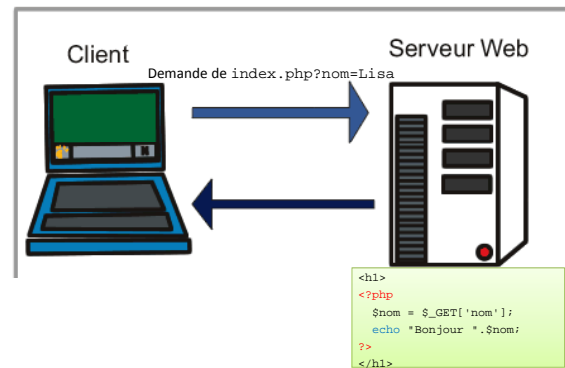 Client
Serveur Web
Demande de index.php?nom=Lisa
<h1>
<?php
$nom = $_GET['nom'];
echo "Bonjour ".$nom;
?>
</h1>